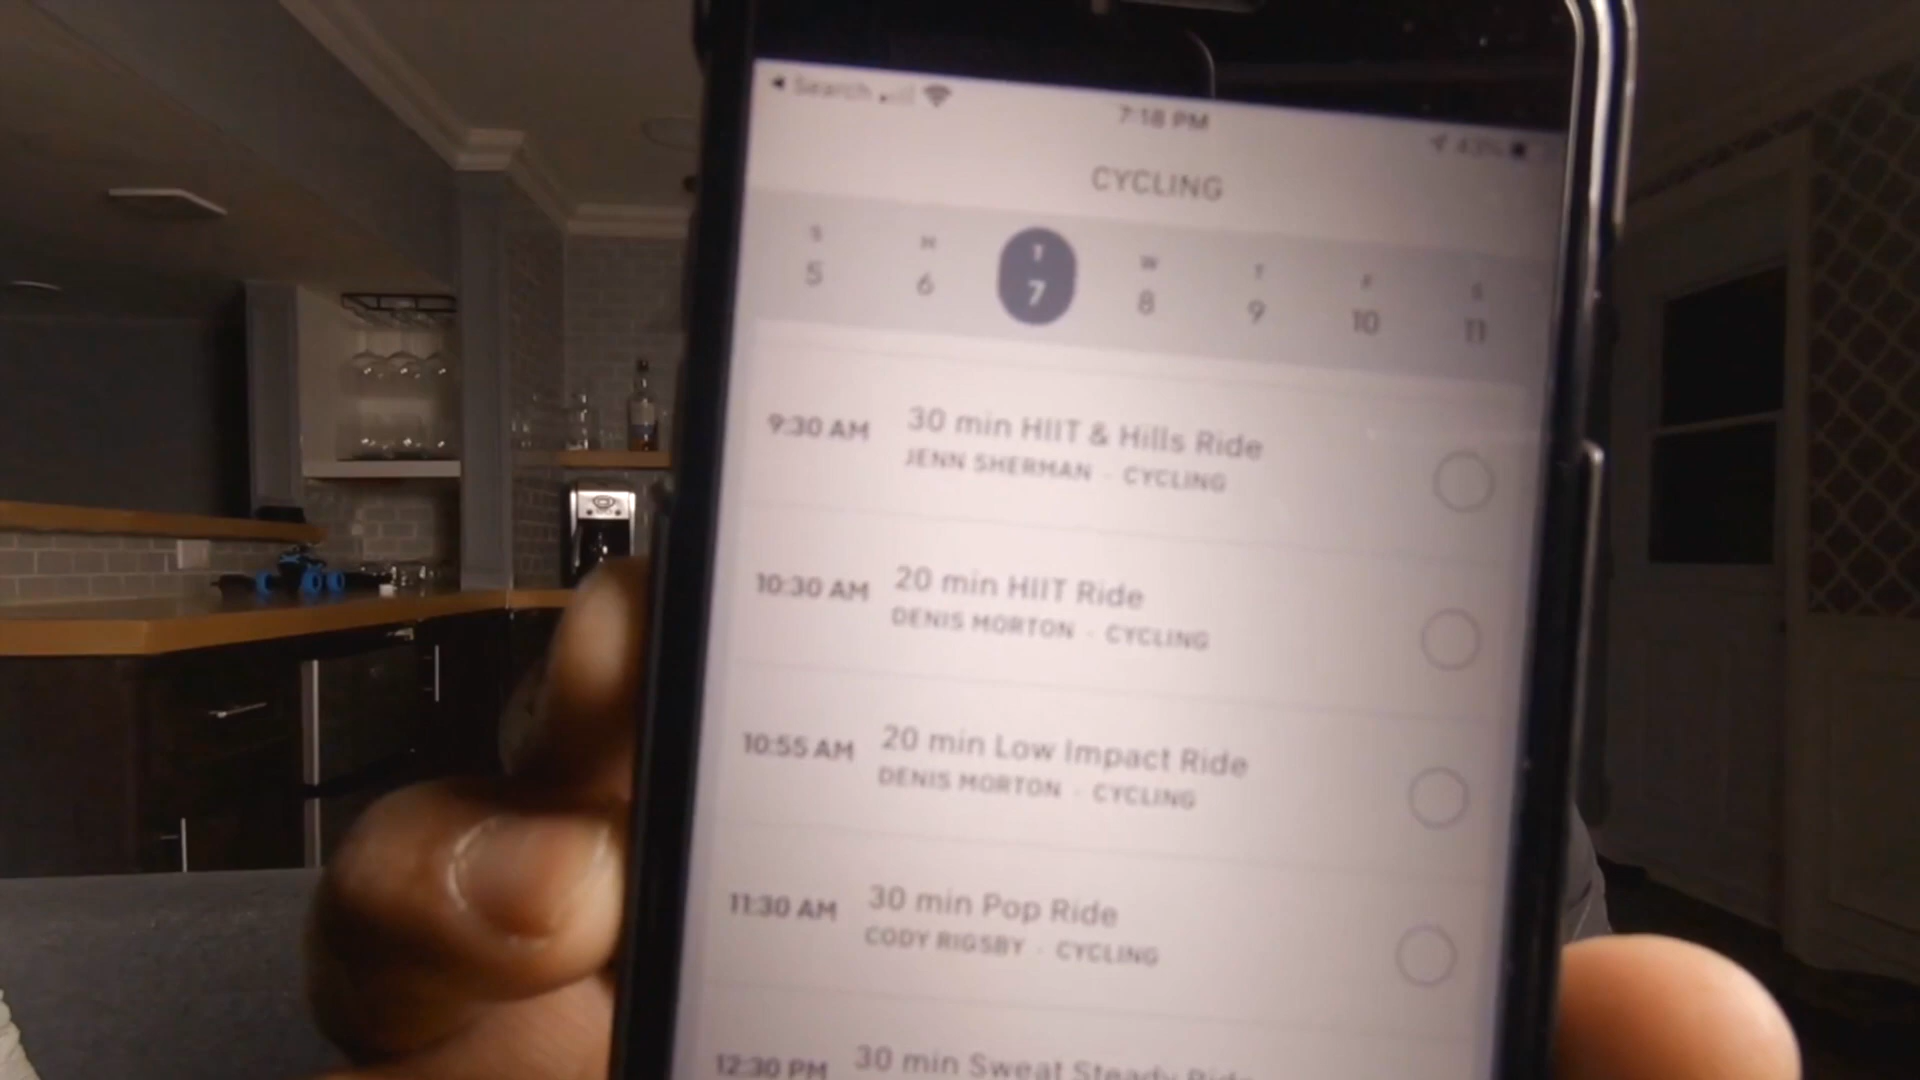 ◀ Search
7:18 PM
43%
CYCLING
S M T W T F S
5 6 7 8 9 10 11
9:30 AM 30 min HIIT & Hills Ride
JENN SHERMAN · CYCLING
10:30 AM 20 min HIIT Ride
DENIS MORTON · CYCLING
10:55 AM 20 min Low Impact Ride
DENIS MORTON · CYCLING
11:30 AM 30 min Pop Ride
CODY RIGSBY · CYCLING
12:30 PM 30 min Sweat Steady Ride